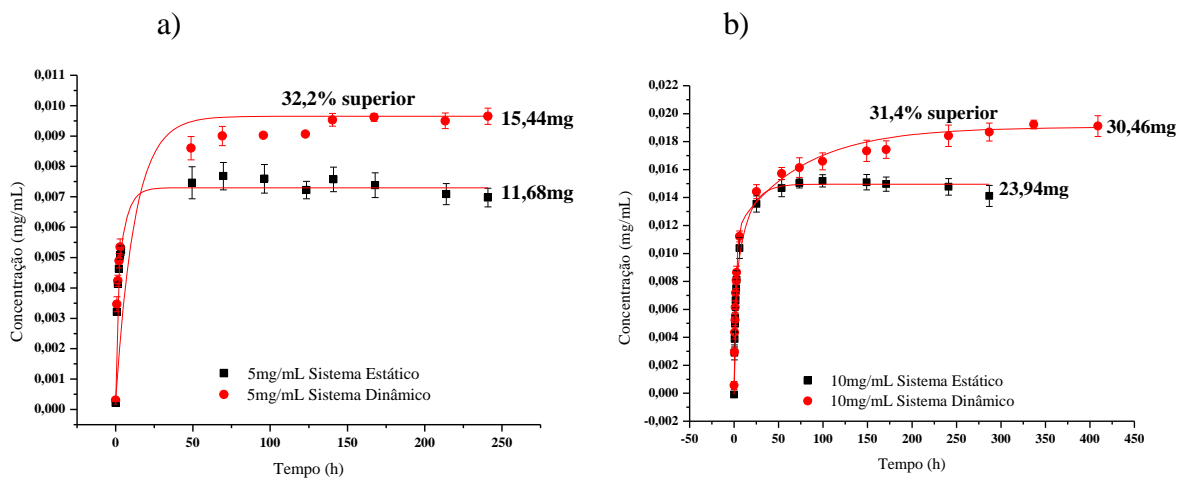 a)
0,011
0,010
0,009
0,008
0,007
0,006
0,005
0,004
0,003
0,002
0,001
0,000
Concentração (mg/mL)
32,2% superior
15,44mg
11,68mg
5mg/mL Sistema Estático
5mg/mL Sistema Dinâmico
0 50 100 150 200 250
Tempo (h)
b)
0,022
0,020
0,018
0,016
0,014
0,012
0,010
0,008
0,006
0,004
0,002
0,000
-0,002
Concentração (mg/mL)
31,4% superior
30,46mg
23,94mg
10mg/mL Sistema Estático
10mg/mL Sistema Dinâmico
-50 0 50 100 150 200 250 300 350 400 450
Tempo (h)